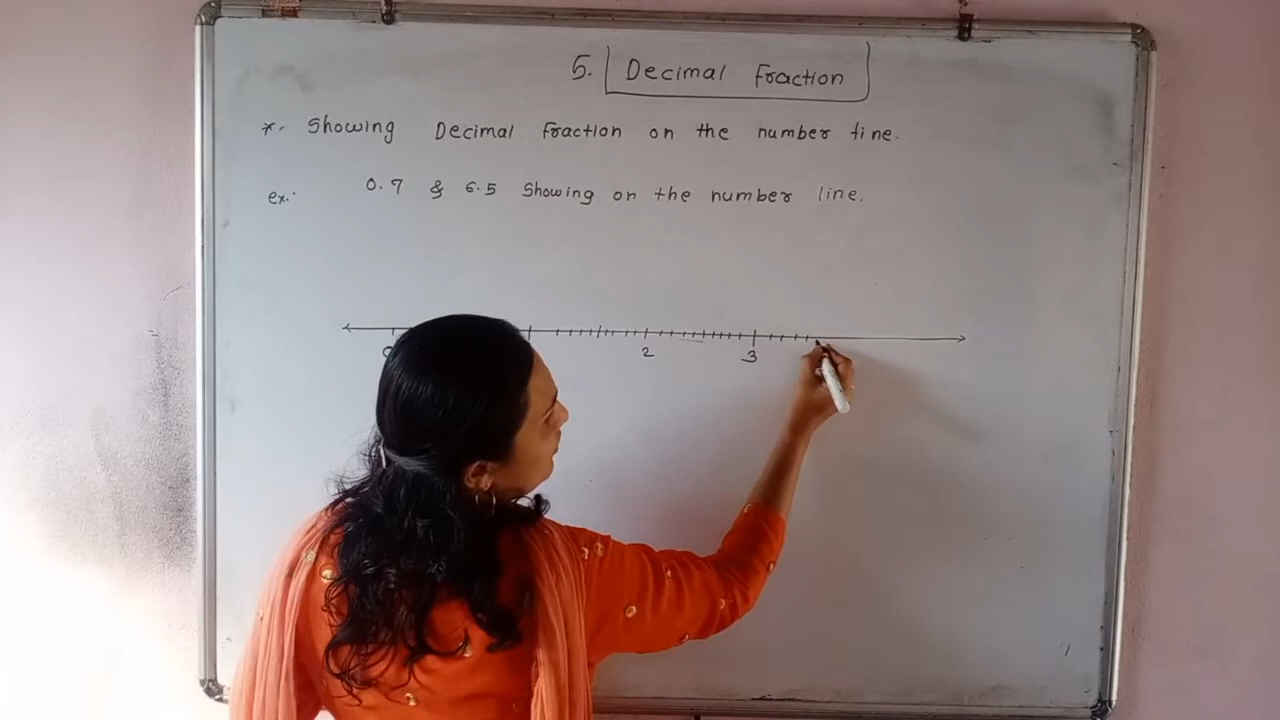 5. Decimal Fraction
*. Showing Decimal Fraction on the number line.
ex:- 0.7 & 6.5 Showing on the number line.
2 3